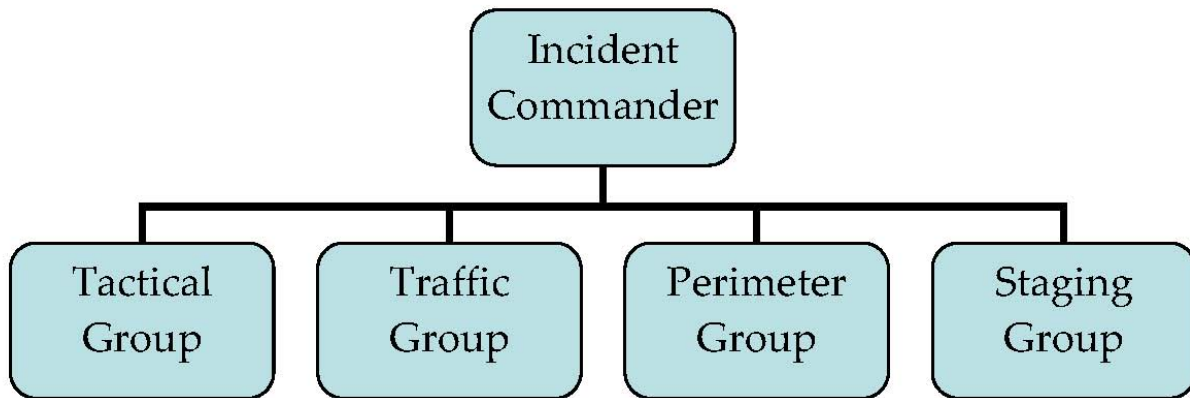 Incident
Commander
Tactical
Group
Traffic
Group
Perimeter
Group
Staging
Group